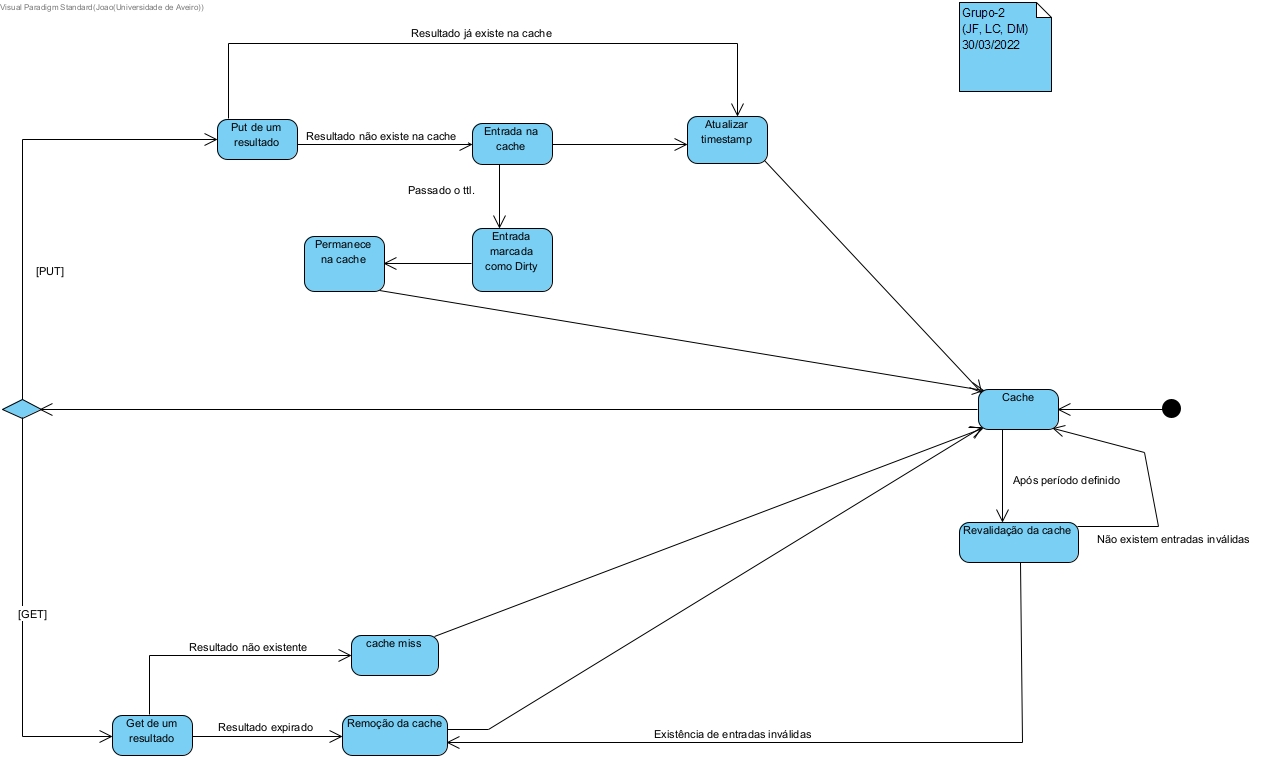 Visual Paradigm Standard(Joao(Universidade de Aveiro))
Grupo-2
(JF, LC, DM)
30/03/2022
Resultado já existe na cache
Put de um
resultado
Resultado não existe na cache
Entrada na
cache
Atualizar
timestamp
Passado o ttl.
Permanece
na cache
Entrada
marcada
como Dirty
[PUT]
Cache
Após período definido
Revalidação da cache
Não existem entradas inválidas
[GET]
Resultado não existente
cache miss
Get de um
resultado
Resultado expirado
Remoção da cache
Existência de entradas inválidas